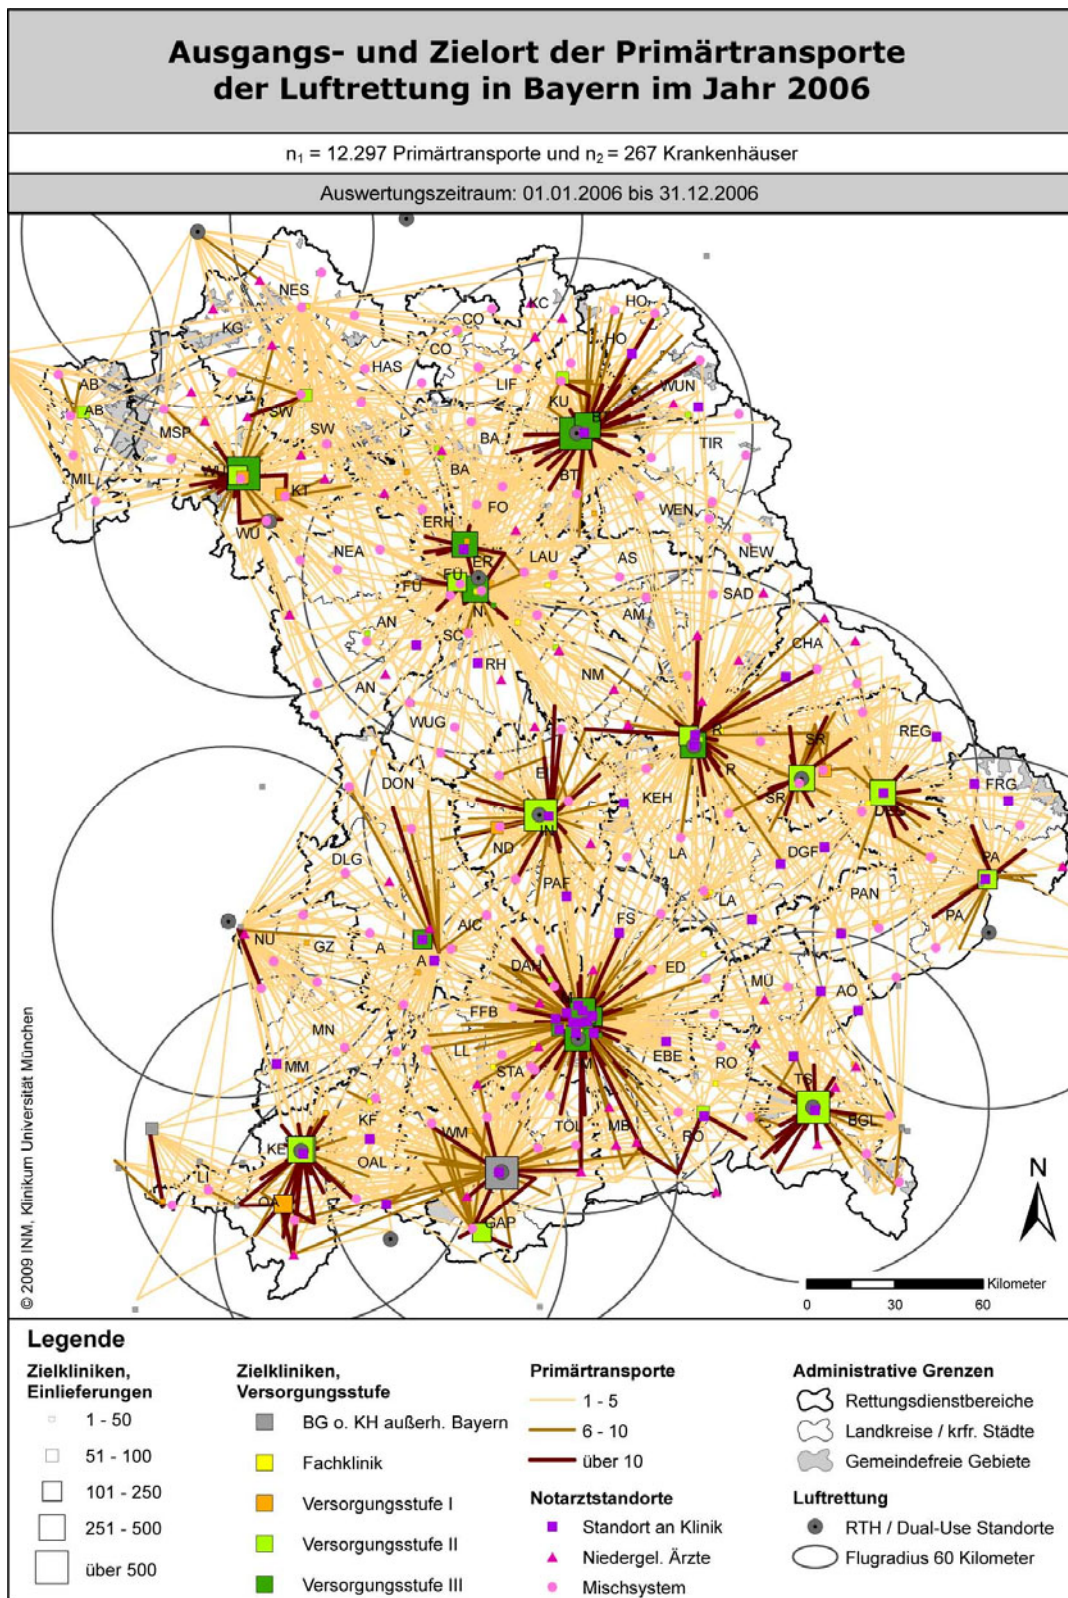 Ausgangs- und Zielort der Primärtransporte
der Luftrettung in Bayern im Jahr 2006
n₁ = 12.297 Primärtransporte und n₂ = 267 Krankenhäuser
Auswertungszeitraum: 01.01.2006 bis 31.12.2006
NES
KG
CO
KC
HO
HO
CO
HAS
LIF
KU
WUN
AB
AB
SW
SW
MSP
BA
BA
BT
TIR
MIL
KT
WÜ
FO
WEN
ERH
ER
NEA
LAU
AS
NEW
FÜ
FÜ
N
AM
SAD
AN
SC
RH
CHA
AN
NM
WUG
R
SR
REG
R
DON
EI
KEH
SR
FRG
IN
ND
DLG
LA
DGF
PA
PAF
PAN
LA
FS
PA
AIC
NU
GZ
A
A
DAH
ED
MÜ
AÖ
FFB
MN
M
EBE
RO
LL
STA
MM
TS
KF
BGL
WM
TÖL
MB
RO
KE
OAL
LI
OA
GAP
N
Kilometer
0 30 60
© 2009 INM, Klinikum Universität München
Legende
Zielkliniken,
Einlieferungen
1 - 50
51 - 100
101 - 250
251 - 500
über 500
Zielkliniken,
Versorgungsstufe
BG o. KH außerh. Bayern
Fachklinik
Versorgungsstufe I
Versorgungsstufe II
Versorgungsstufe III
Primärtransporte
1 - 5
6 - 10
über 10
Notarztstandorte
Standort an Klinik
Niedergel. Ärzte
Mischsystem
Administrative Grenzen
Rettungsdienstbereiche
Landkreise / krfr. Städte
Gemeindefreie Gebiete
Luftrettung
RTH / Dual-Use Standorte
Flugradius 60 Kilometer